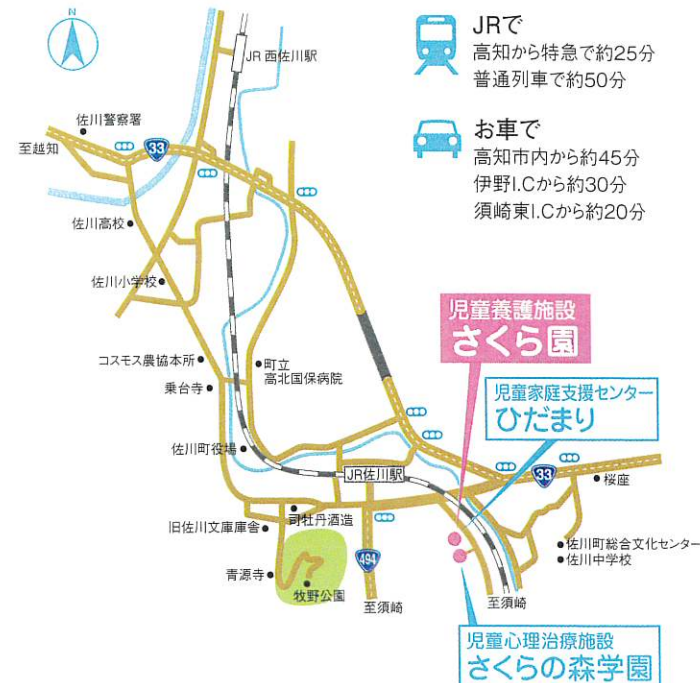 N
JRで
高知から特急で約25分
普通列車で約50分
お車で
高知市内から約45分
伊野I.Cから約30分
須崎東I.Cから約20分
JR 西佐川駅
佐川警察署
至越知
33
佐川高校
佐川小学校
コスモス農協本所
乗台寺
町立
高北国保病院
児童養護施設
さくら園
児童家庭支援センター
ひだまり
佐川町役場
JR佐川駅
33
桜座
司牡丹酒造
旧佐川文庫庫舎
佐川町総合文化センター
佐川中学校
494
青源寺
牧野公園
至須崎
至須崎
児童心理治療施設
さくらの森学園